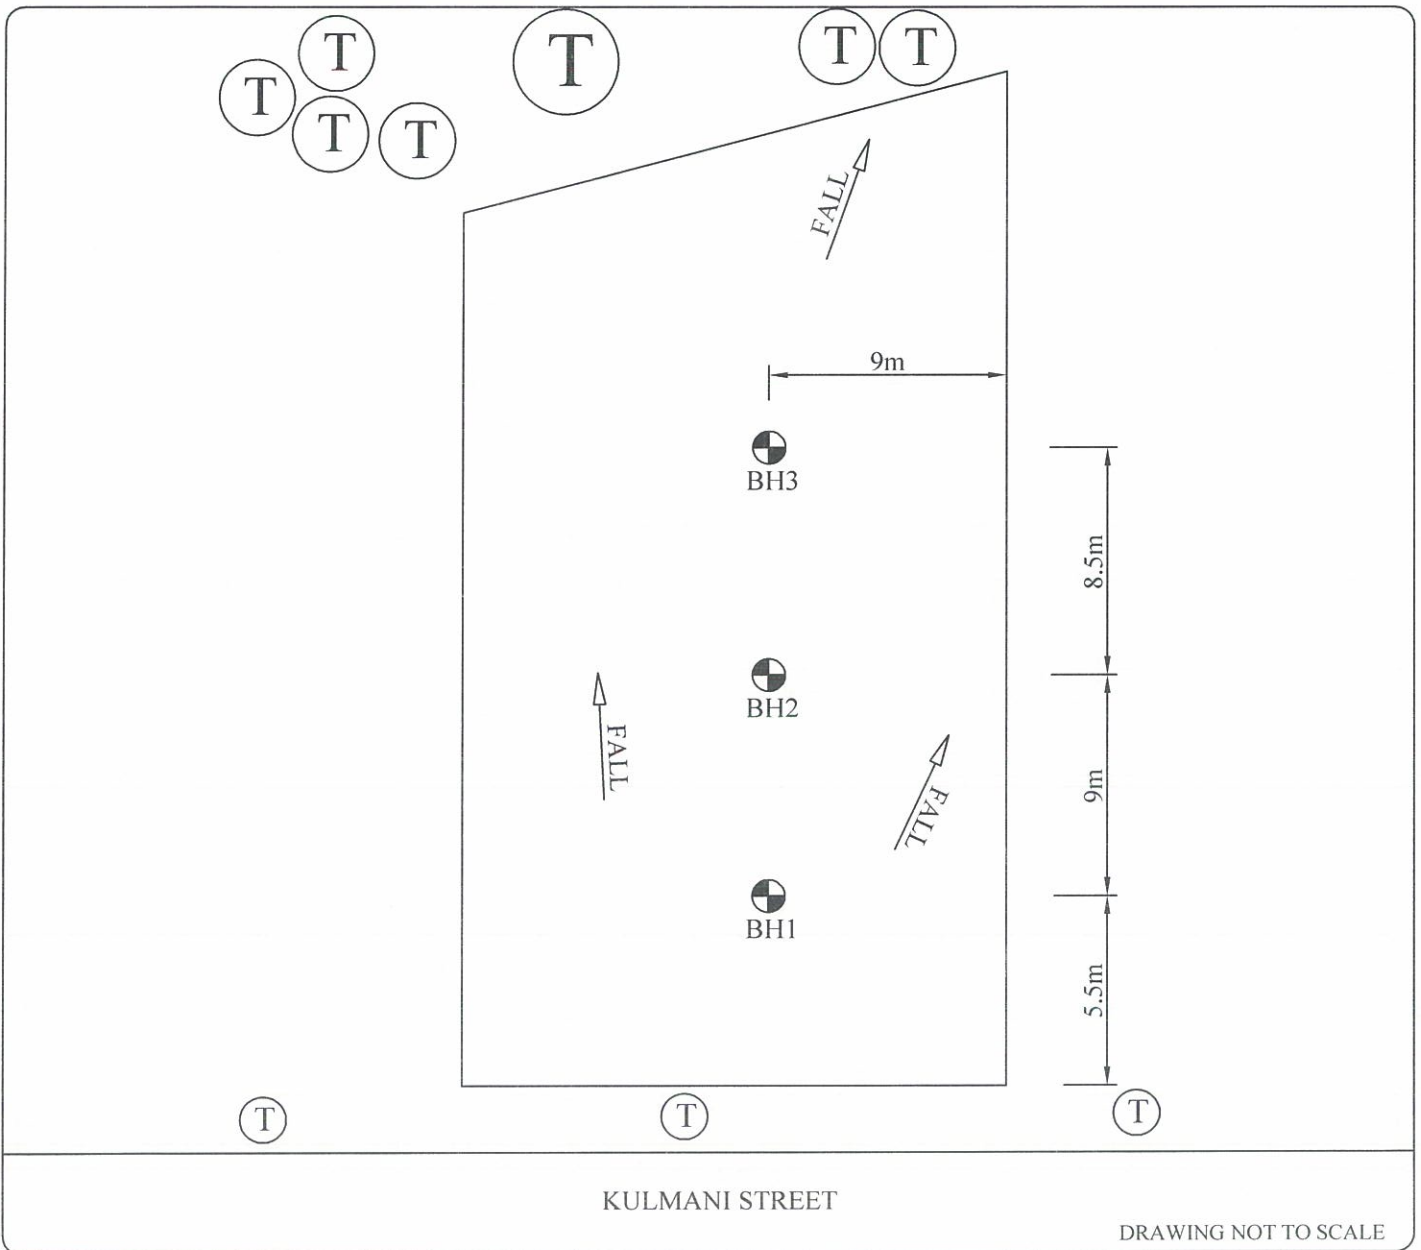 T
T
T
T
T
T
T
FALL
9m
BH3
8.5m
BH2
FALL
9m
FALL
BH1
5.5m
T
T
T
KULMANI STREET
DRAWING NOT TO SCALE